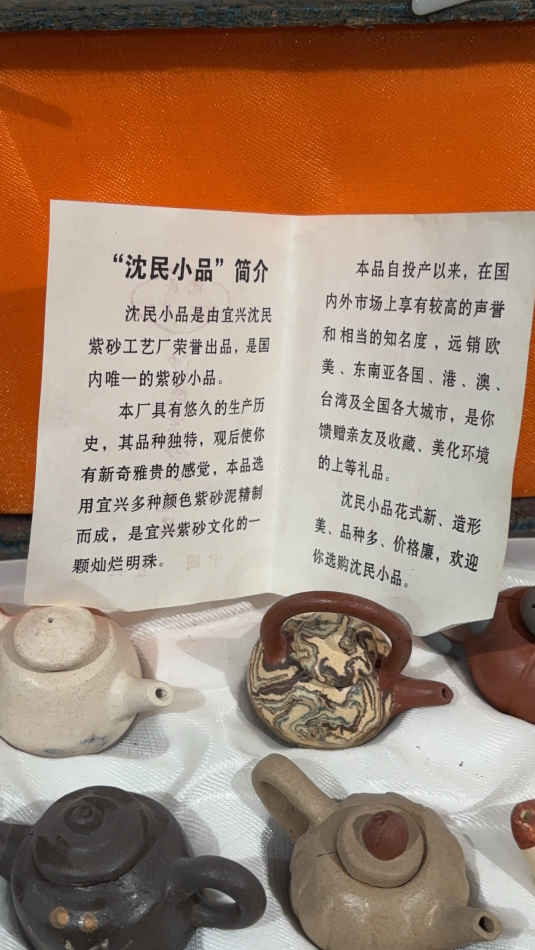 “沈民小品”简介
沈民小品是由宜兴沈民
紫砂工艺厂荣誉出品，是国
内唯一的紫砂小品。
本厂具有悠久的生产历
史，其品种独特，观后使你
有新奇雅贵的感觉，本品选
用宜兴多种颜色紫砂泥精制
而成，是宜兴紫砂文化的一
颗灿烂明珠。
本品自投产以来，在国
内外市场上享有较高的声誉
和相当的知名度，远销欧
美、东南亚各国、港、澳、
台湾及全国各大城市，是你
馈赠亲友及收藏、美化环境
的上等礼品。
沈民小品花式新、造形
美、品种多、价格廉，欢迎
你选购沈民小品。